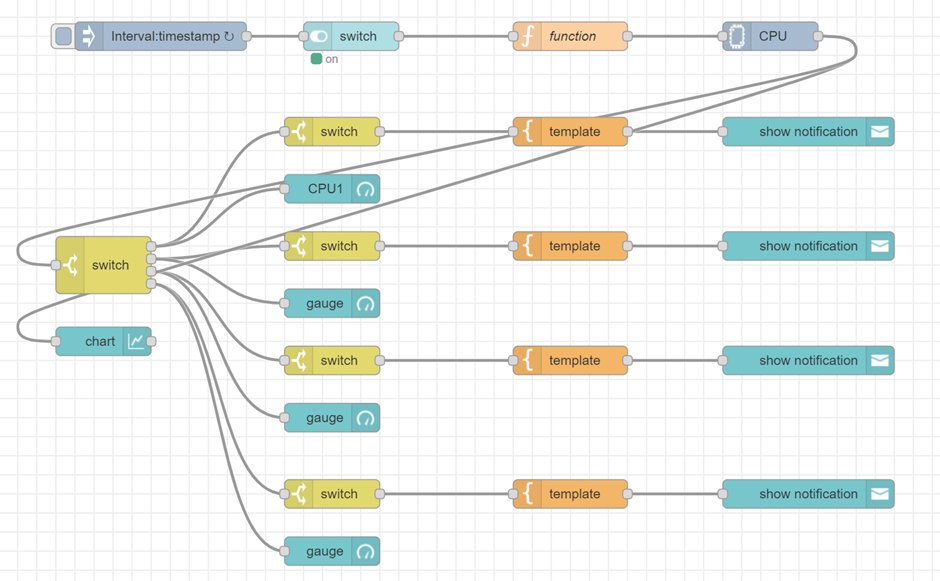 Interval:timestamp ↻
switch
function
CPU
on
switch
template
show notification
CPU1
switch
switch
template
show notification
gauge
chart
switch
template
show notification
gauge
switch
template
show notification
gauge